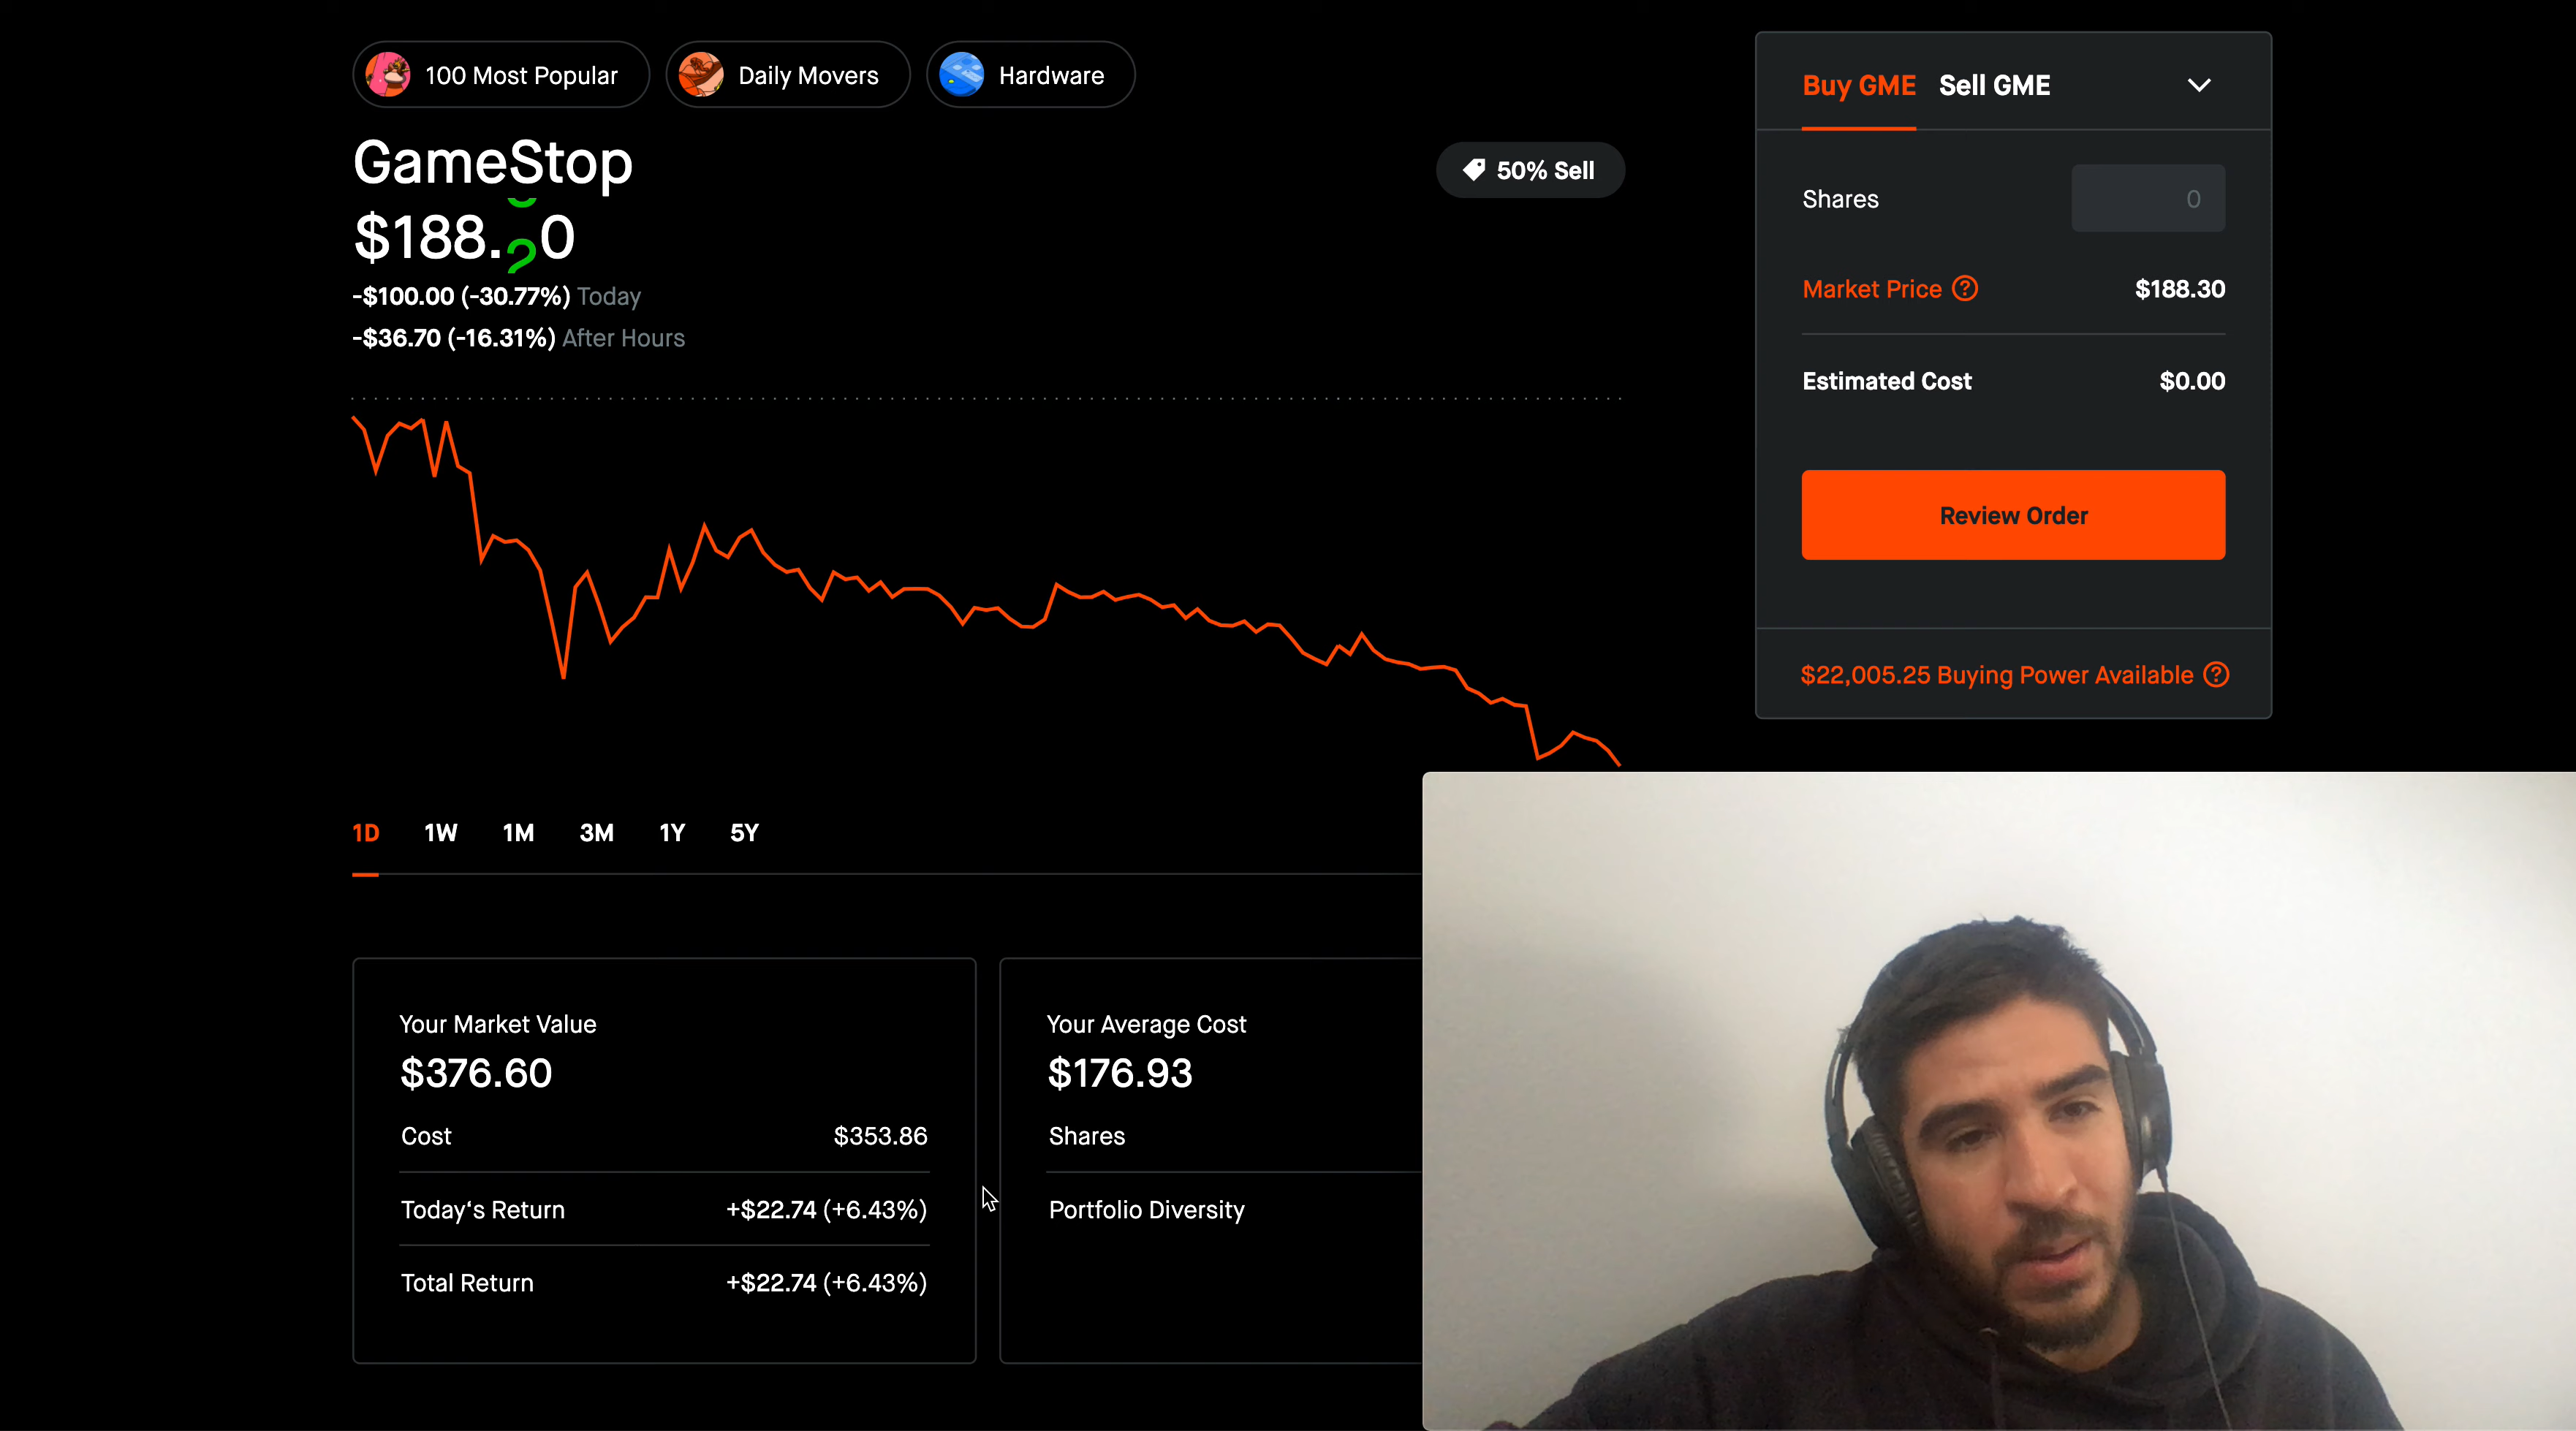 100 Most Popular
Daily Movers
Hardware
GameStop
50% Sell
-$100.00 (-30.77%) Today
-$36.70 (-16.31%) After Hours
1D 1W 1M 3M 1Y 5Y
Your Market Value
$376.60
Cost $353.86
Today's Return +$22.74 (+6.43%)
Total Return +$22.74 (+6.43%)
Your Average Cost
$176.93
Shares
Portfolio Diversity
Buy GME Sell GME
Shares 0
Market Price ? $188.30
Estimated Cost $0.00
Review Order
$22,005.25 Buying Power Available ?